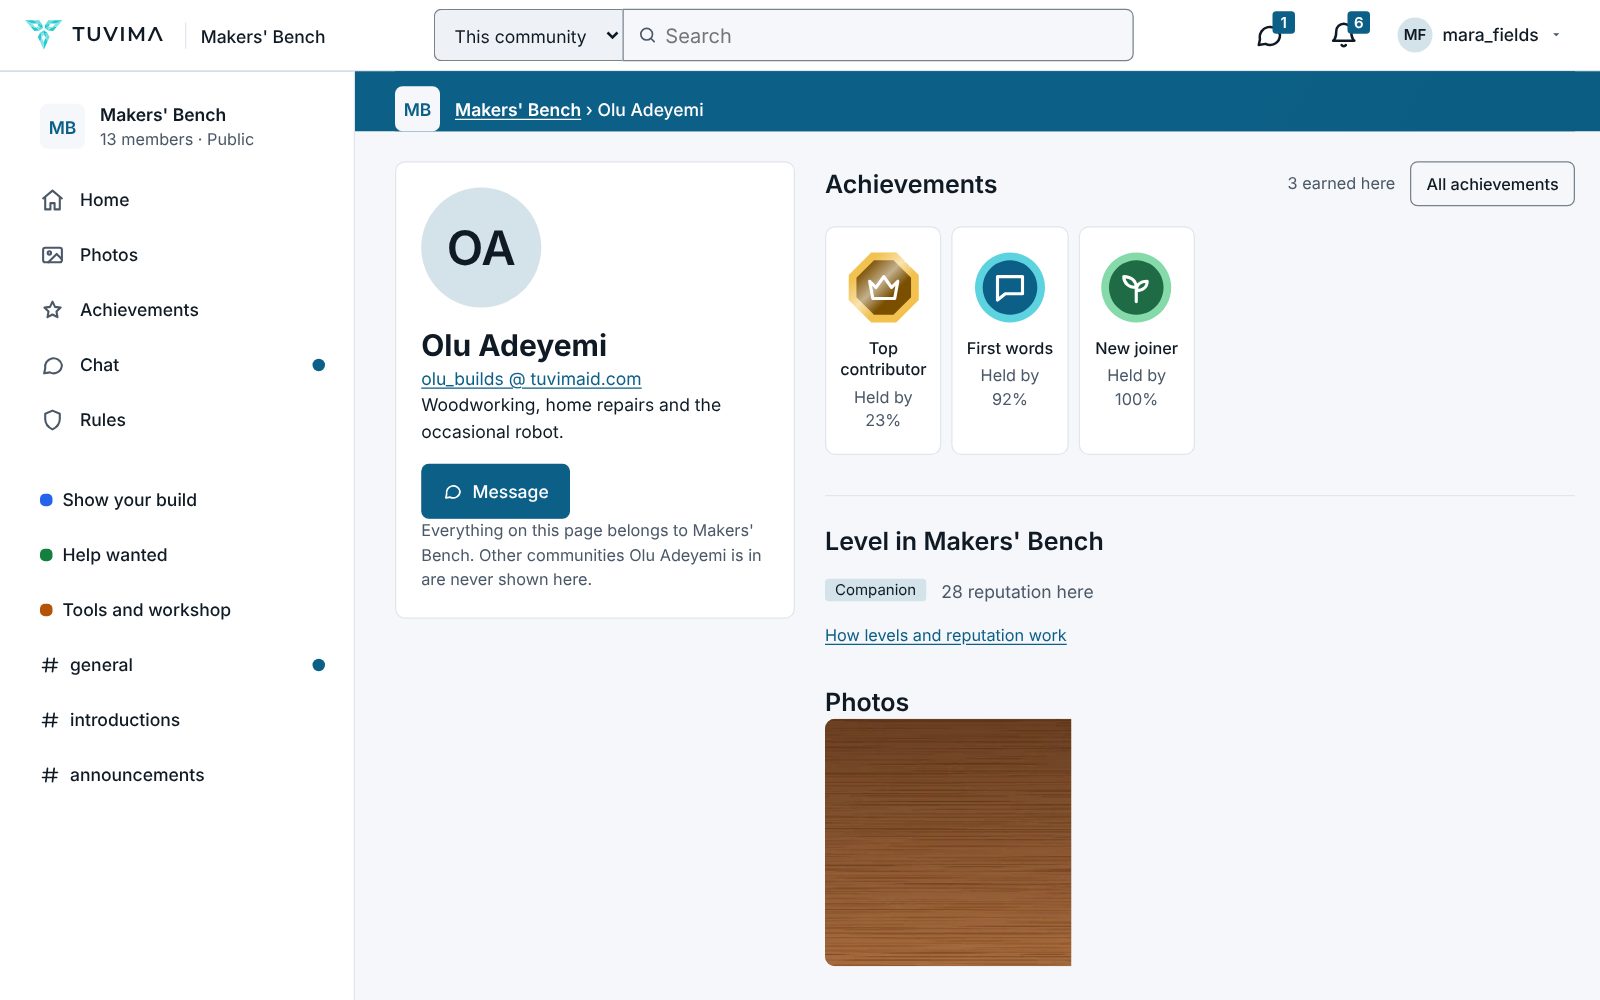 TUVIMA
Makers' Bench
This community
Search
1
6
MF
mara_fields
MB
Makers' Bench
13 members · Public
Home
Photos
Achievements
Chat
Rules
Show your build
Help wanted
Tools and workshop
# general
# introductions
# announcements
MB
Makers' Bench › Olu Adeyemi
OA
Olu Adeyemi
olu_builds @ tuvimaid.com
Woodworking, home repairs and the
occasional robot.
Message
Everything on this page belongs to Makers'
Bench. Other communities Olu Adeyemi is in
are never shown here.
Achievements
3 earned here
All achievements
Top
contributor
Held by
23%
First words
Held by
92%
New joiner
Held by
100%
Level in Makers' Bench
Companion
28 reputation here
How levels and reputation work
Photos